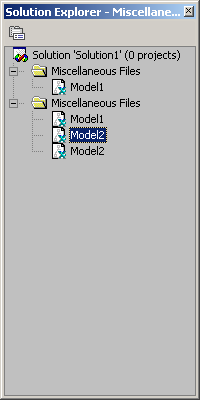 Solution Explorer - Miscellane...
Solution 'Solution1' (0 projects)
Miscellaneous Files
Model1
Miscellaneous Files
Model1
Model2
Model2